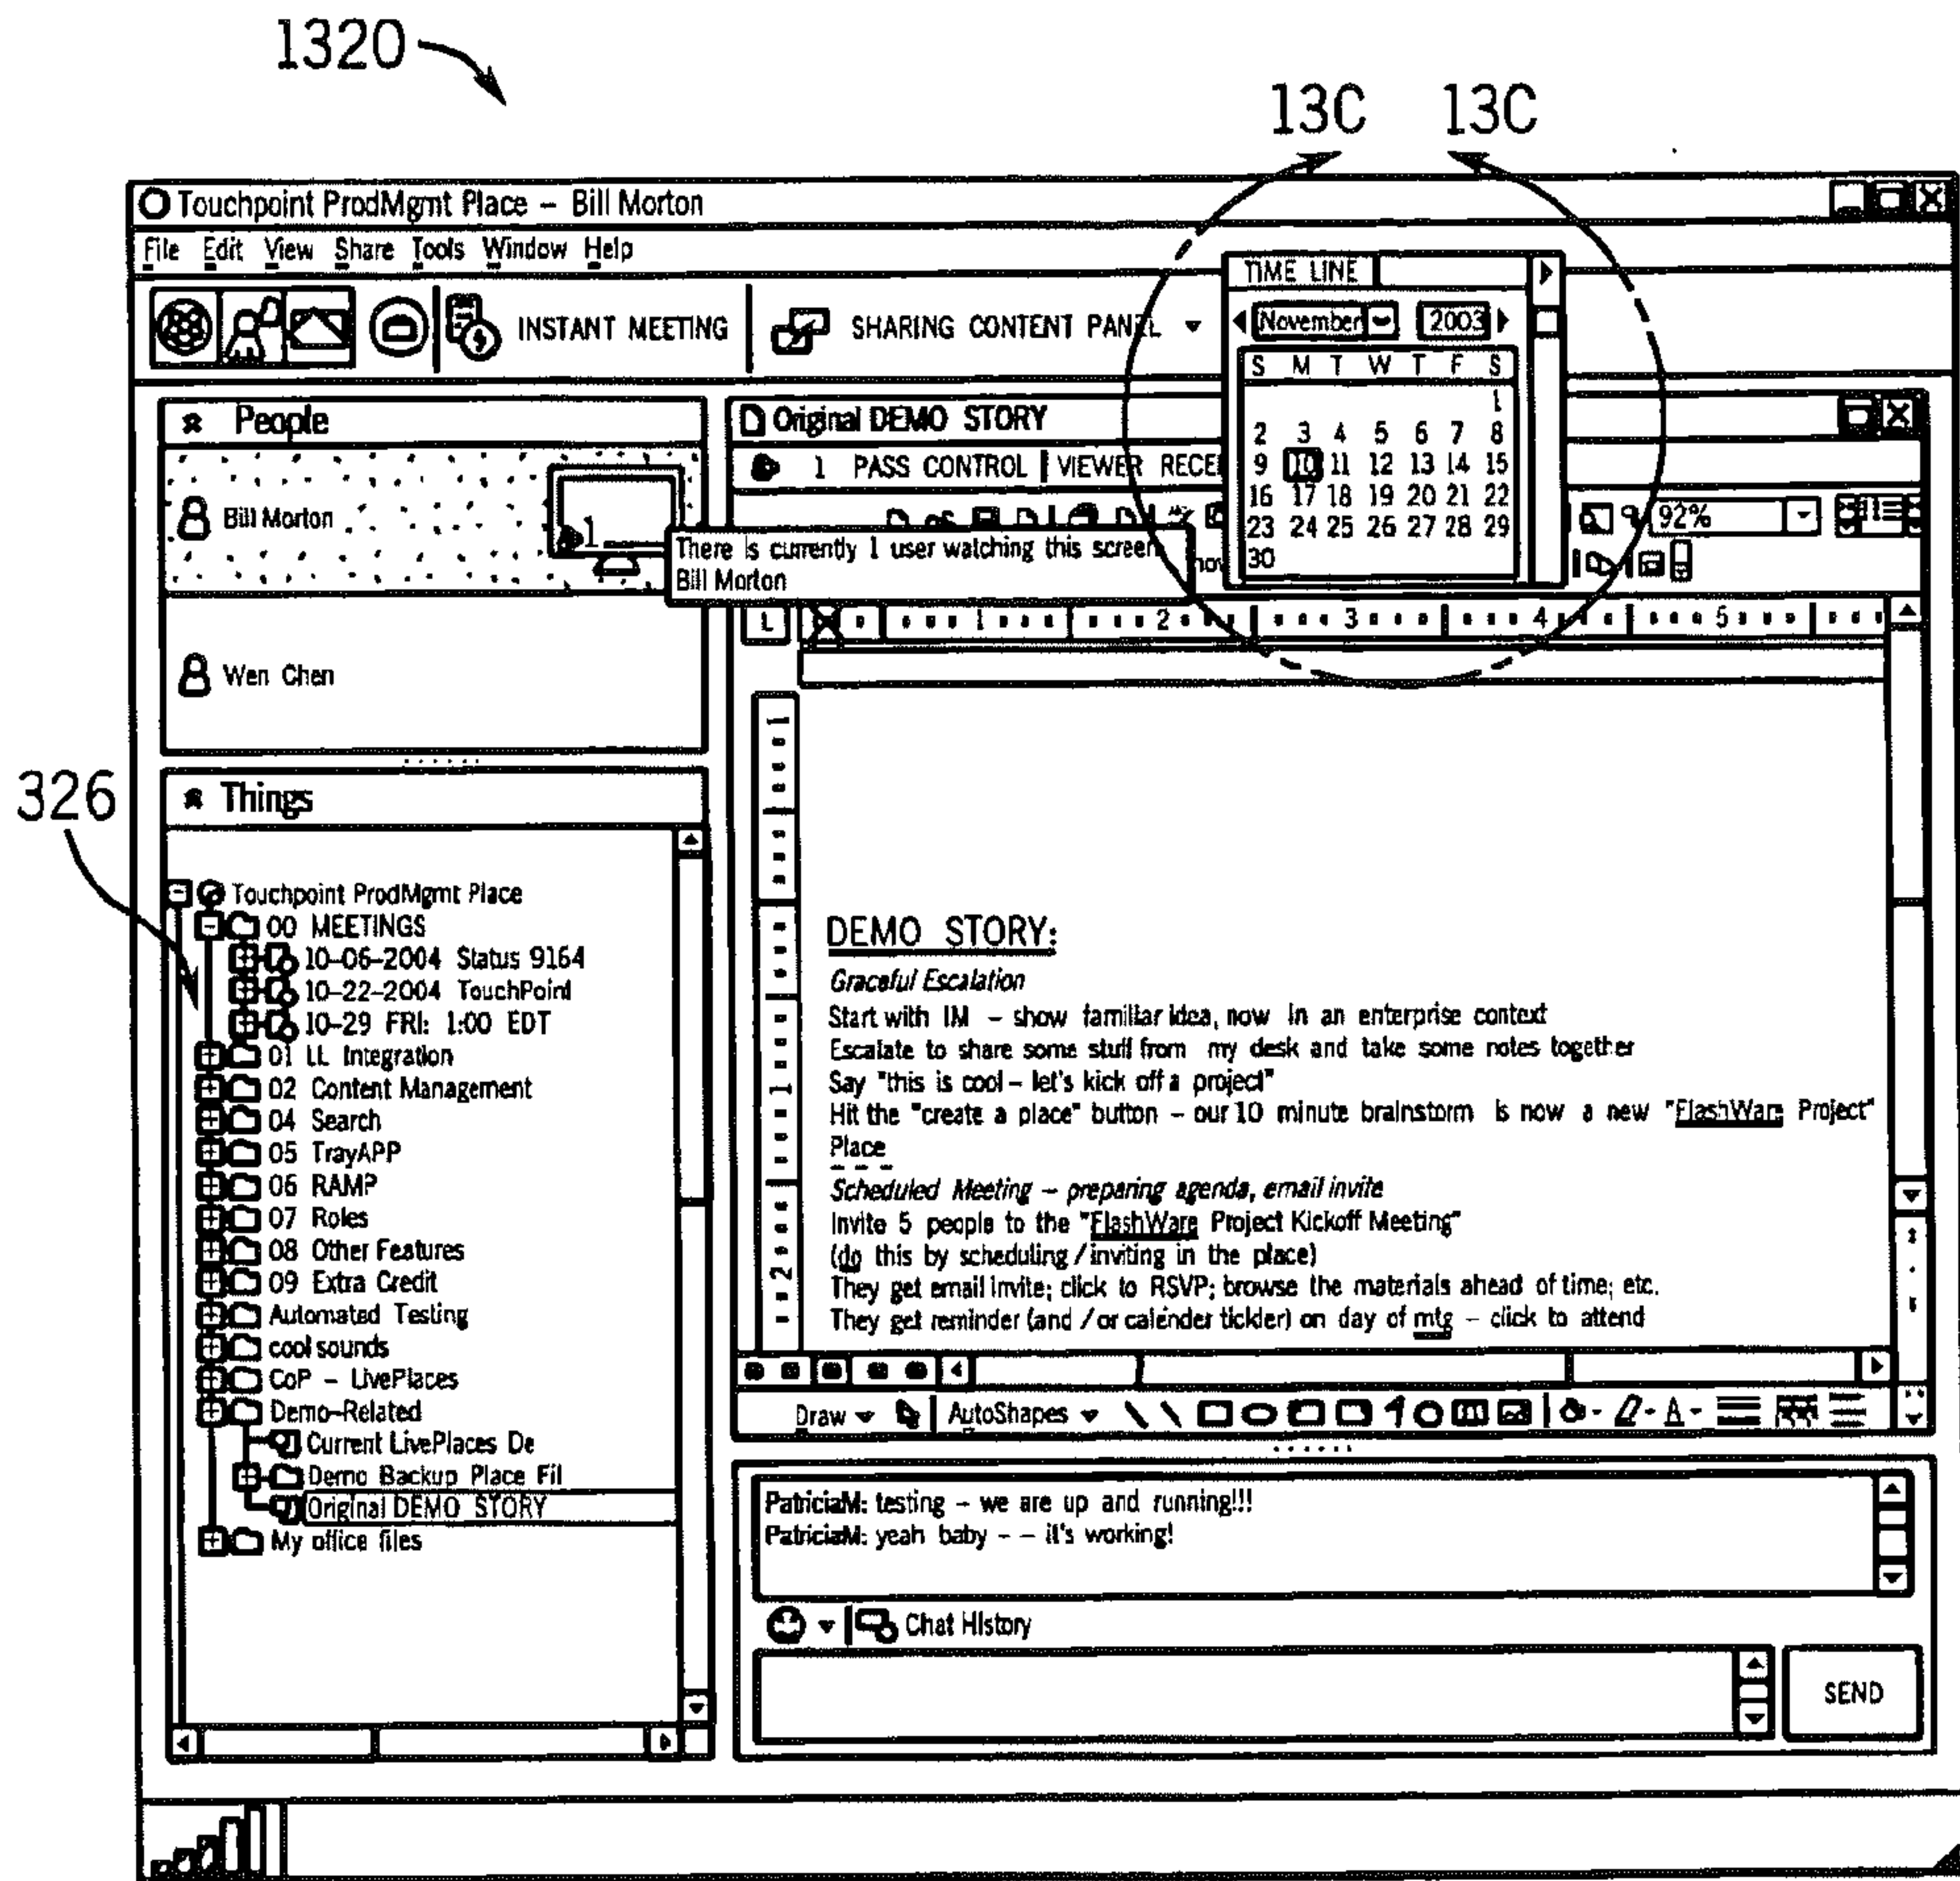 1320
13C 13C
Touchpoint ProdMgmt Place – Bill Morton
File Edit View Share Tools Window Help
INSTANT MEETING
SHARING CONTENT PANEL
TIME LINE
November 2003
S M T W T F S
1
2 3 4 5 6 7 8
9 10 11 12 13 14 15
16 17 18 19 20 21 22
23 24 25 26 27 28 29
30
People
Bill Morton
1
There is currently 1 user watching this screen
Bill Morton
Wen Chen
Original DEMO STORY
1 PASS CONTROL VIEWER RECE
92%
L
1 2 3 4 5
326
Things
Touchpoint ProdMgmt Place
00 MEETINGS
10–06–2004 Status 9164
10–22–2004 TouchPoint
10–29 FRI: 1:00 EDT
01 LL Integration
02 Content Management
04 Search
05 TrayAPP
06 RAMP
07 Roles
08 Other Features
09 Extra Credit
Automated Testing
cool sounds
CoP – LivePlaces
Demo–Related
Current LivePlaces De
Demo Backup Place Fil
Original DEMO STORY
My office files
1
1
2
DEMO STORY:
Graceful Escalation
Start with IM – show familiar idea, now in an enterprise context
Escalate to share some stuff from my desk and take some notes together
Say "this is cool – let's kick off a project"
Hit the "create a place" button – our 10 minute brainstorm is now a new "FlashWare Project"
Place
Scheduled Meeting – preparing agenda, email invite
Invite 5 people to the "FlashWare Project Kickoff Meeting"
(do this by scheduling / inviting in the place)
They get email invite; click to RSVP; browse the materials ahead of time; etc.
They get reminder (and / or calender tickler) on day of mtg – click to attend
Draw AutoShapes A
PatriciaM: testing – we are up and running!!!
PatriciaM: yeah baby – – it's working!
Chat History
SEND